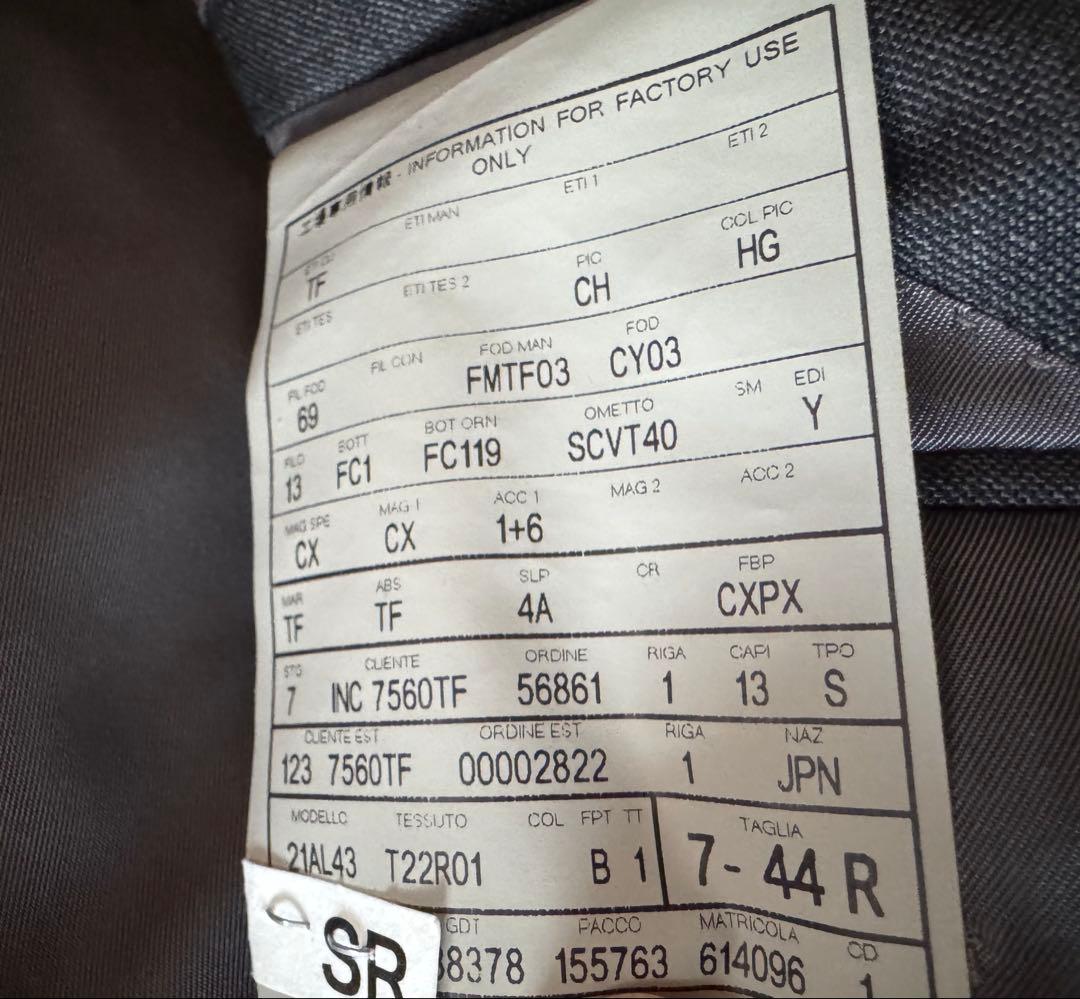 工場専用情報 - INFORMATION FOR FACTORY USE
ONLY
ETI MAN ETI 1 ETI 2
TF
ETI TES ETI TES 2 PIC COL PIC
CH HG
FIL FOD FIL CON FOD MAN FOD
69 FMTF03 CY03
FILO BOTT BOT ORN OMETTO SM EDI
13 FC1 FC119 SCVT40 Y
MAG SPE MAG 1 ACC 1 MAG 2 ACC 2
CX CX 1+6
MAR ABS SLP CR FBP
TF TF 4A CXPX
STG CLIENTE ORDINE RIGA CAPI TPO
7 INC 7560TF 56861 1 13 S
CLIENTE EST ORDINE EST RIGA NAZ
123 7560TF 00002822 1 JPN
MODELLO TESSUTO COL FPT TT TAGLIA
21AL43 T22R01 B 1 7- 44 R
GDT PACCO MATRICOLA CD
38378 155763 614096 1
SR